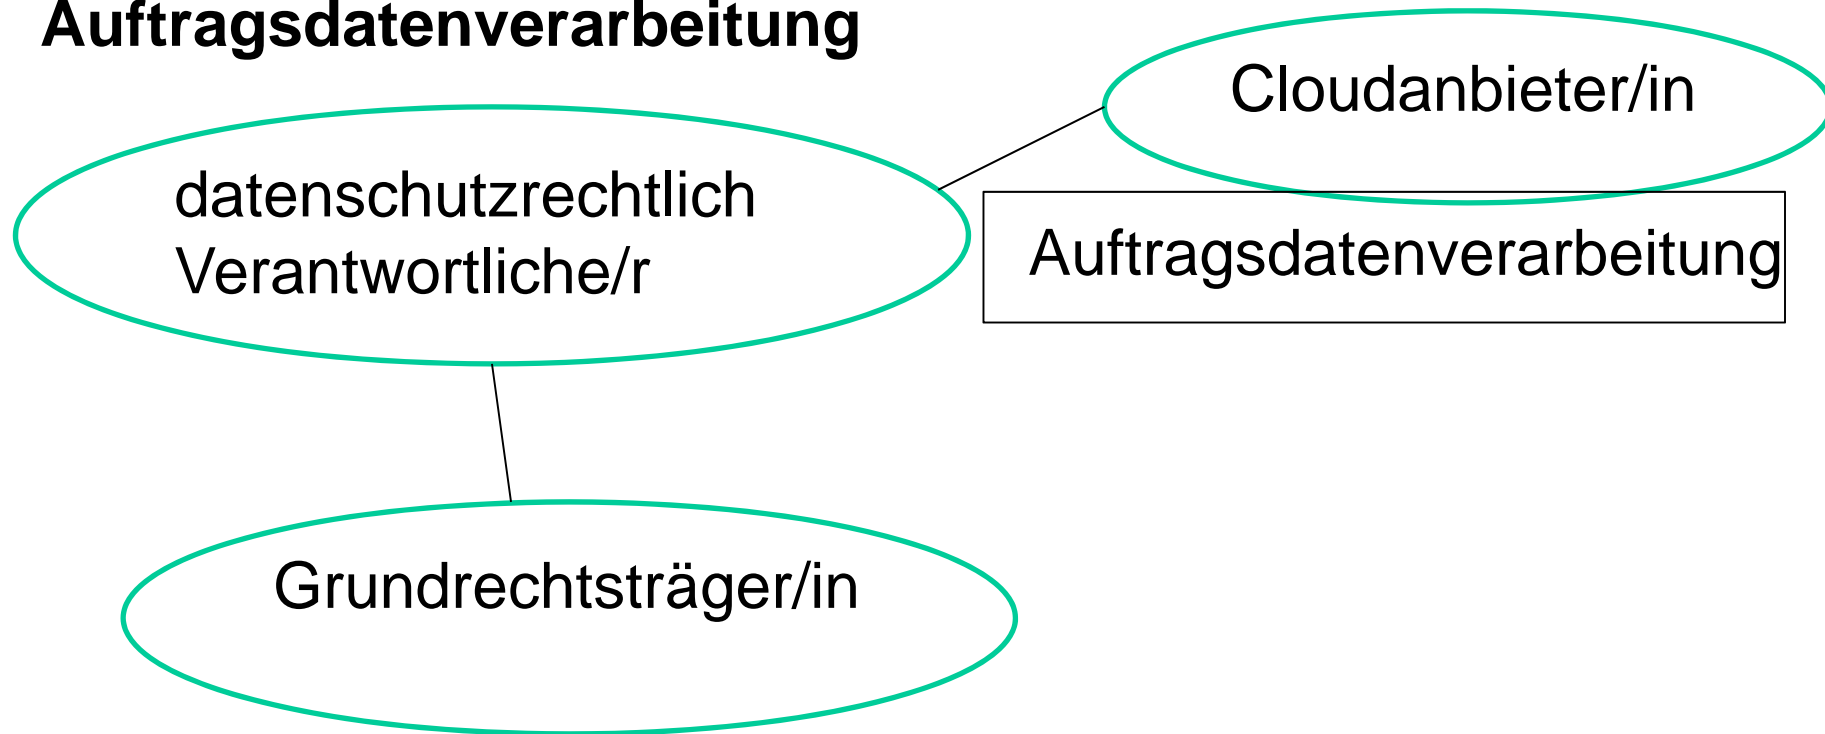 Auftragsdatenverarbeitung
Cloudanbieter/in
datenschutzrechtlich
Verantwortliche/r
Auftragsdatenverarbeitung
Grundrechtsträger/in